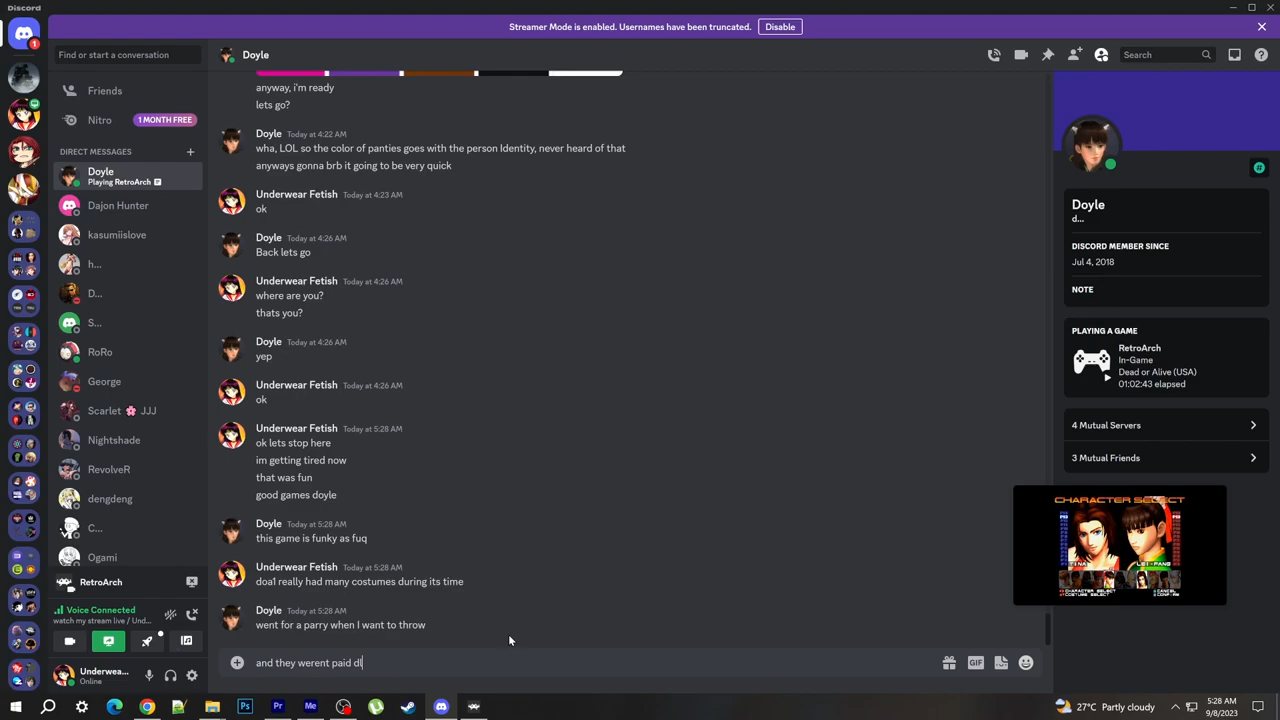 Discord
Streamer Mode is enabled. Usernames have been truncated.
Disable
1
Find or start a conversation
Doyle
Search
Friends
Nitro
1 MONTH FREE
DIRECT MESSAGES
Doyle
Playing RetroArch
Dajon Hunter
kasumiislove
h...
D...
S...
RoRo
George
Scarlet 🌸 JJJ
Nightshade
RevolveR
dengdeng
C...
Ogami
RetroArch
Voice Connected
watch my stream live / Und...
Underwea...
Online
anyway, i'm ready
lets go?
Doyle Today at 4:22 AM
wha, LOL so the color of panties goes with the person Identity, never heard of that
anyways gonna brb it going to be very quick
Underwear Fetish Today at 4:23 AM
ok
Doyle Today at 4:26 AM
Back lets go
Underwear Fetish Today at 4:26 AM
where are you?
thats you?
Doyle Today at 4:26 AM
yep
Underwear Fetish Today at 4:26 AM
ok
Underwear Fetish Today at 5:28 AM
ok lets stop here
im getting tired now
that was fun
good games doyle
Doyle Today at 5:28 AM
this game is funky as fuq
Underwear Fetish Today at 5:28 AM
doa1 really had many costumes during its time
Doyle Today at 5:28 AM
went for a parry when I want to throw
and they werent paid dl
GIF
Doyle
d...
DISCORD MEMBER SINCE
Jul 4, 2018
NOTE
PLAYING A GAME
RetroArch
In-Game
Dead or Alive (USA)
01:02:43 elapsed
4 Mutual Servers
3 Mutual Friends
CHARACTER SELECT
TINA
LEI-FANG
Ps
Pr
Me
27°C Partly cloudy
5:28 AM
9/8/2023